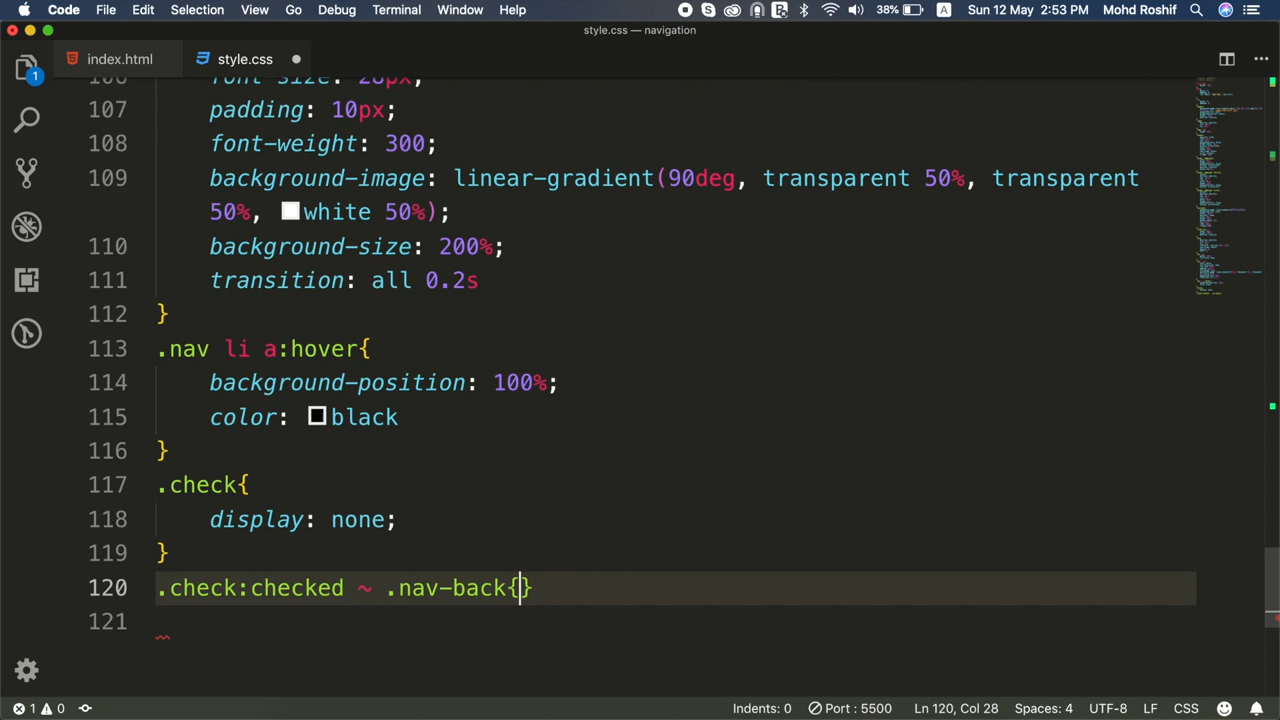 Code File Edit Selection View Go Debug Terminal Window Help 38% A Sun 12 May 2:53 PM Mohd Roshif
style.css — navigation
index.html style.css
1
106 font-size: 28px;
107 padding: 10px;
108 font-weight: 300;
109 background-image: linear-gradient(90deg, transparent 50%, transparent
50%, white 50%);
110 background-size: 200%;
111 transition: all 0.2s
112 }
113 .nav li a:hover{
114 background-position: 100%;
115 color: black
116 }
117 .check{
118 display: none;
119 }
120 .check:checked ~ .nav-back{}
121
1 0 Indents: 0 Port : 5500 Ln 120, Col 28 Spaces: 4 UTF-8 LF CSS